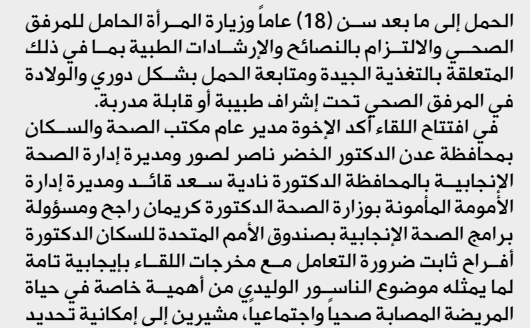 الحمل إلى ما بعد سن (18) عاماً وزيارة المرأة الحامل للمرفق
الصحي والالتزام بالنصائح والإرشادات الطبية بما في ذلك
المتعلقة بالتغذية الجيدة ومتابعة الحمل بشكل دوري والولادة
في المرفق الصحي تحت إشراف طبيبة أو قابلة مدربة.
في افتتاح اللقاء أكد الإخوة مدير عام مكتب الصحة والسكان
بمحافظة عدن الدكتور الخضر ناصر لصور ومديرة إدارة الصحة
الإنجابية بالمحافظة الدكتورة نادية سعد قائد ومديرة إدارة
الأمومة المأمونة بوزارة الصحة الدكتورة كريمان راجح ومسؤولة
برامج الصحة الإنجابية بصندوق الأمم المتحدة للسكان الدكتورة
أفراح ثابت ضرورة التعامل مع مخرجات اللقاء بإيجابية تامة
لما يمثله موضوع الناسور الوليدي من أهمية خاصة في حياة
المريضة المصابة صحياً واجتماعياً، مشيرين إلى إمكانية تحديد